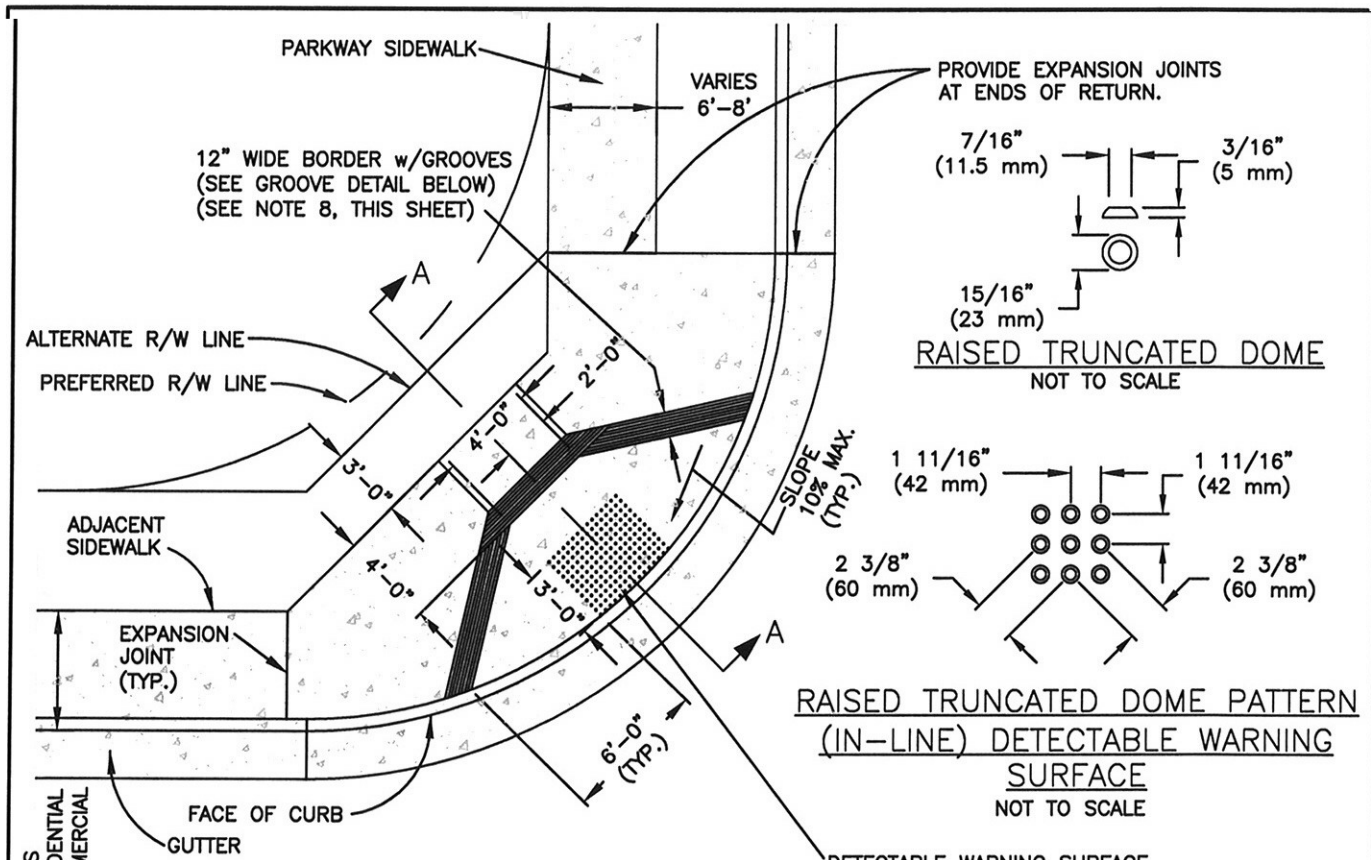 PARKWAY SIDEWALK
VARIES
6'-8'
PROVIDE EXPANSION JOINTS
AT ENDS OF RETURN.
12" WIDE BORDER w/GROOVES
(SEE GROOVE DETAIL BELOW)
(SEE NOTE 8, THIS SHEET)
7/16"
(11.5 mm)
3/16"
(5 mm)
15/16"
(23 mm)
RAISED TRUNCATED DOME
NOT TO SCALE
A
ALTERNATE R/W LINE
PREFERRED R/W LINE
2'-0"
4'-0"
3'-0"
4'-0"
SLOPE
10% MAX.
(TYP.)
1 11/16"
(42 mm)
1 11/16"
(42 mm)
2 3/8"
(60 mm)
2 3/8"
(60 mm)
ADJACENT
SIDEWALK
EXPANSION
JOINT
(TYP.)
3'-0"
A
6'-0"
(TYP.)
RAISED TRUNCATED DOME PATTERN
(IN-LINE) DETECTABLE WARNING
SURFACE
NOT TO SCALE
FACE OF CURB
GUTTER
DETECTABLE WARNING SURFACE